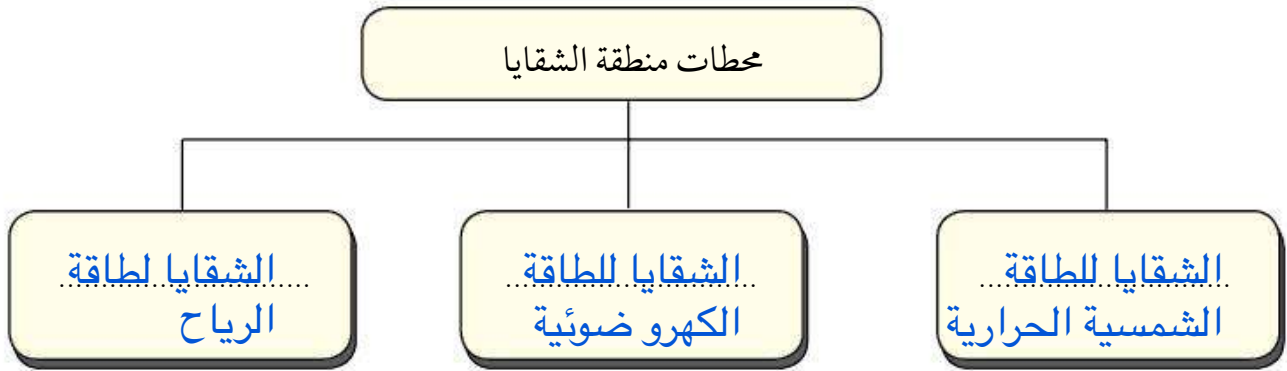 محطات منطقة الشقايا
الشقايا للطاقة
الشمسية الحرارية
الشقايا للطاقة
الكهرو ضوئية
الشقايا لطاقة
الرياح